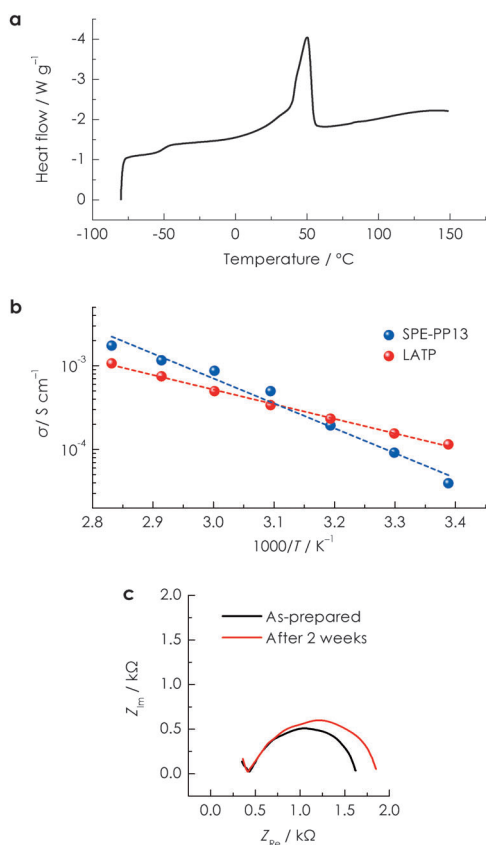 a
-4
-3
-2
-1
0
Heat flow / W g⁻¹
-100 -50 0 50 100 150
Temperature / ºC
b
10⁻³
10⁻⁴
σ/ S cm⁻¹
SPE-PP13
LATP
2.8 2.9 3.0 3.1 3.2 3.3 3.4
1000/T / K⁻¹
c
2.0
1.5
1.0
0.5
0.0
Z_Im / kΩ
As-prepared
After 2 weeks
0.0 0.5 1.0 1.5 2.0
Z_Re / kΩ